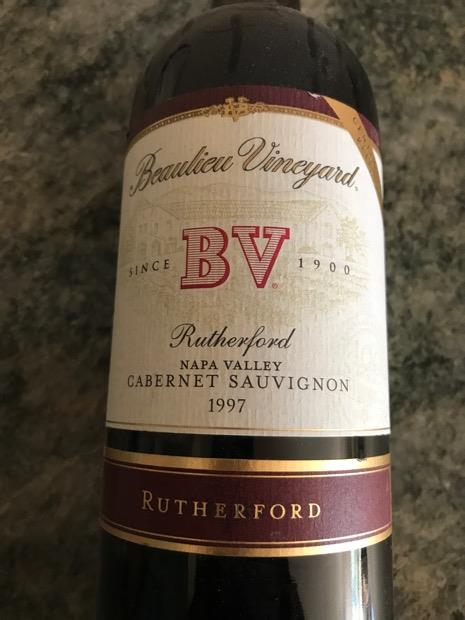 Beaulieu Vineyard®
SINCE BV® 1900
Rutherford
NAPA VALLEY
CABERNET SAUVIGNON
1997
RUTHERFORD